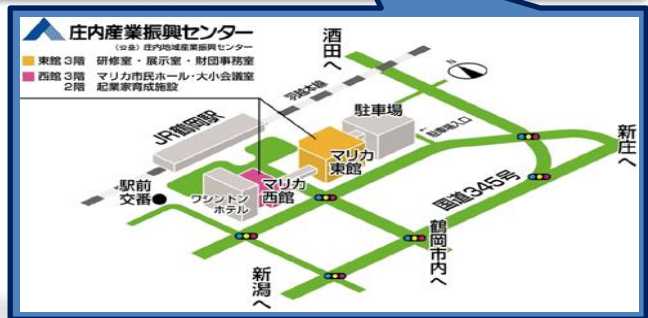 庄内産業振興センター
(公益) 庄内地域産業振興センター
東館 3階 研修室・展示室・財団事務室
西館 3階 マリカ市民ホール・大小会議室
2階 起業家育成施設
酒田へ
羽越本線
N
JR鶴岡駅
駐車場
駐車場入口
新庄へ
マリカ
東館
マリカ
西館
駅前
交番
ワシントン
ホテル
国道345号
鶴岡市内へ
新潟へ